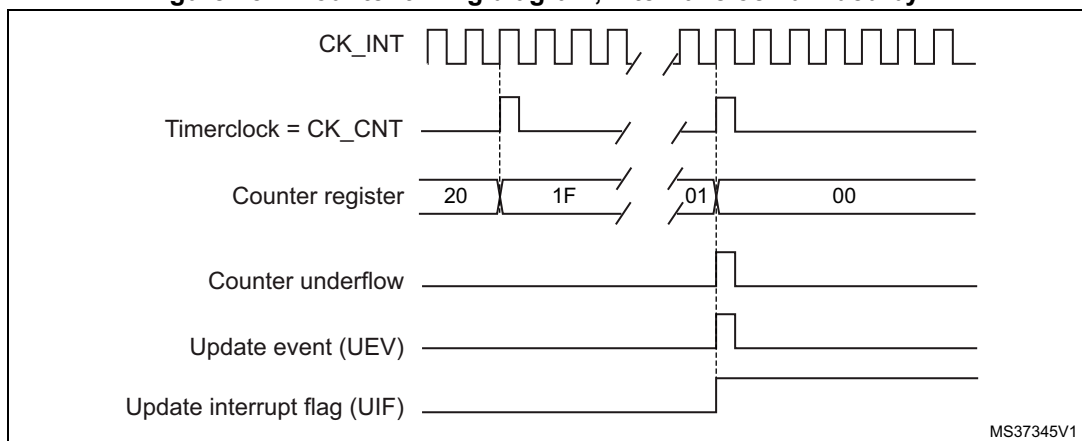 CK_INT
Timerclock = CK_CNT
Counter register 20 1F 01 00
Counter underflow
Update event (UEV)
Update interrupt flag (UIF)
MS37345V1